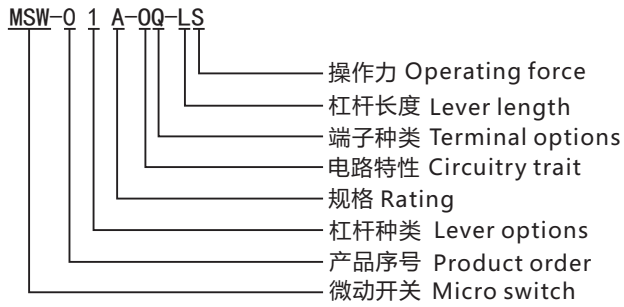 MSW-0 1 A-0Q-LS
操作力 Operating force
杠杆长度 Lever length
端子种类 Terminal options
电路特性 Circuitry trait
规格 Rating
杠杆种类 Lever options
产品序号 Product order
微动开关 Micro switch